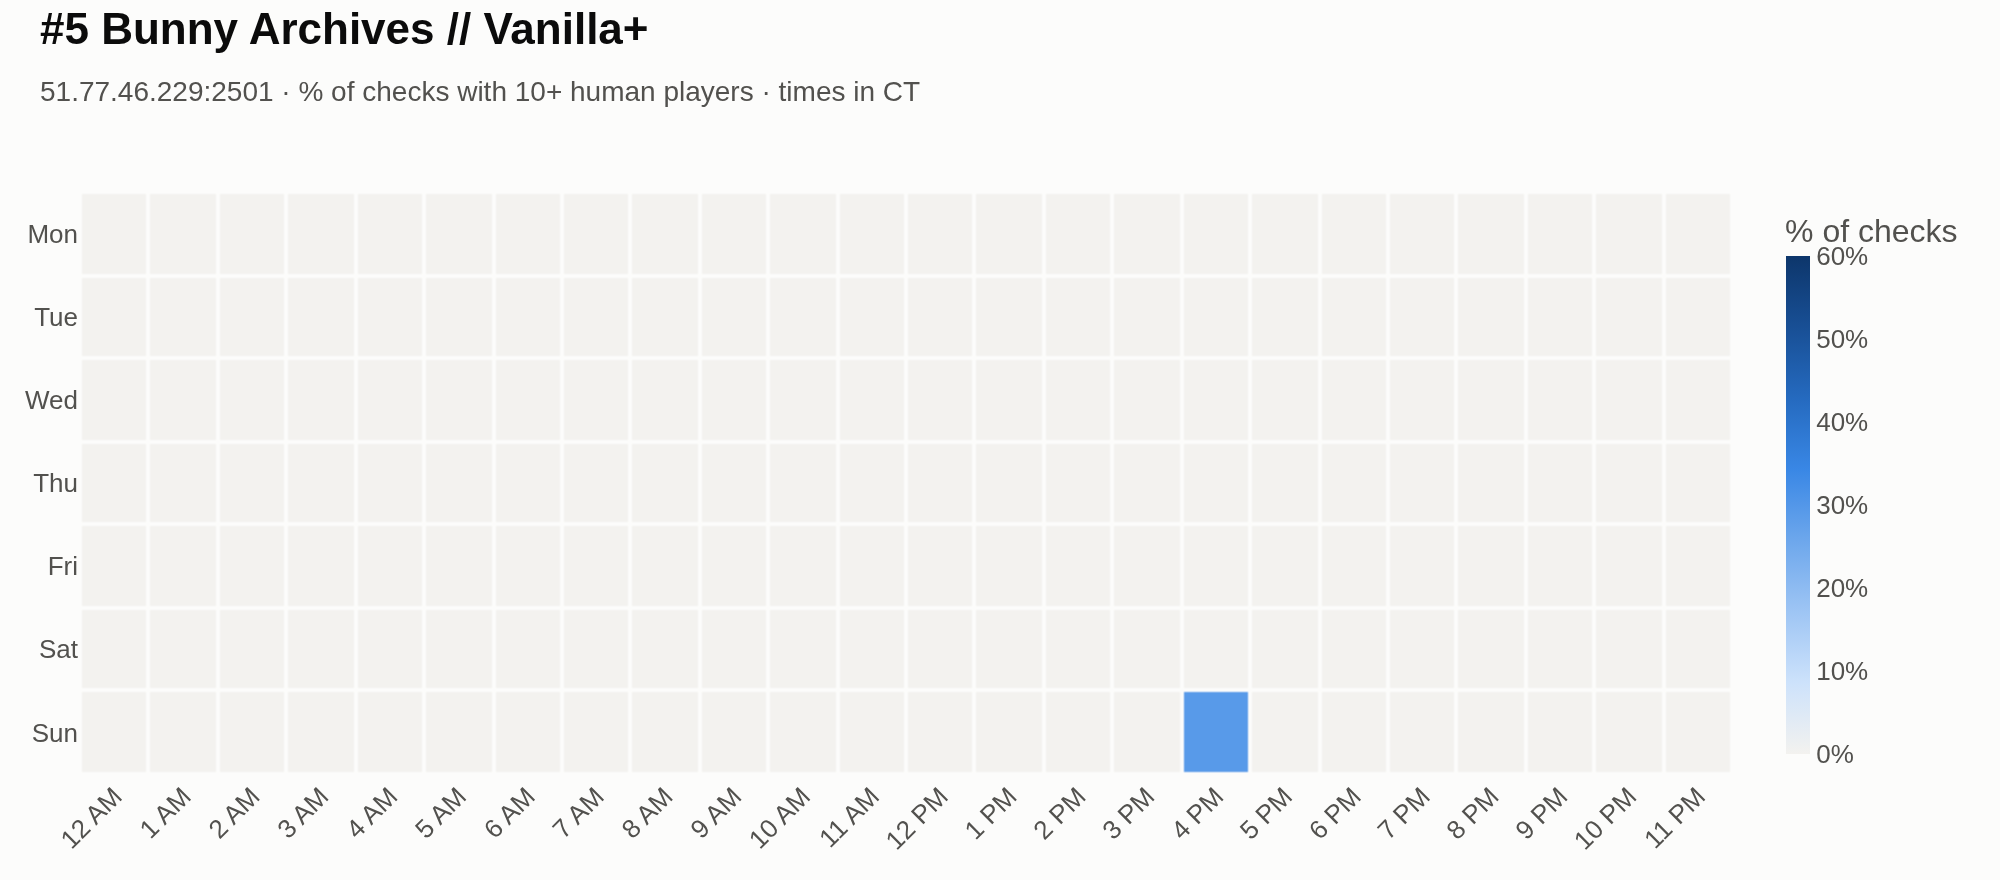 #5 Bunny Archives // Vanilla+
51.77.46.229:2501 · % of checks with 10+ human players · times in CT
% of checks
60%
50%
40%
30%
20%
10%
0%
Mon
Tue
Wed
Thu
Fri
Sat
Sun
12 AM
1 AM
2 AM
3 AM
4 AM
5 AM
6 AM
7 AM
8 AM
9 AM
10 AM
11 AM
12 PM
1 PM
2 PM
3 PM
4 PM
5 PM
6 PM
7 PM
8 PM
9 PM
10 PM
11 PM